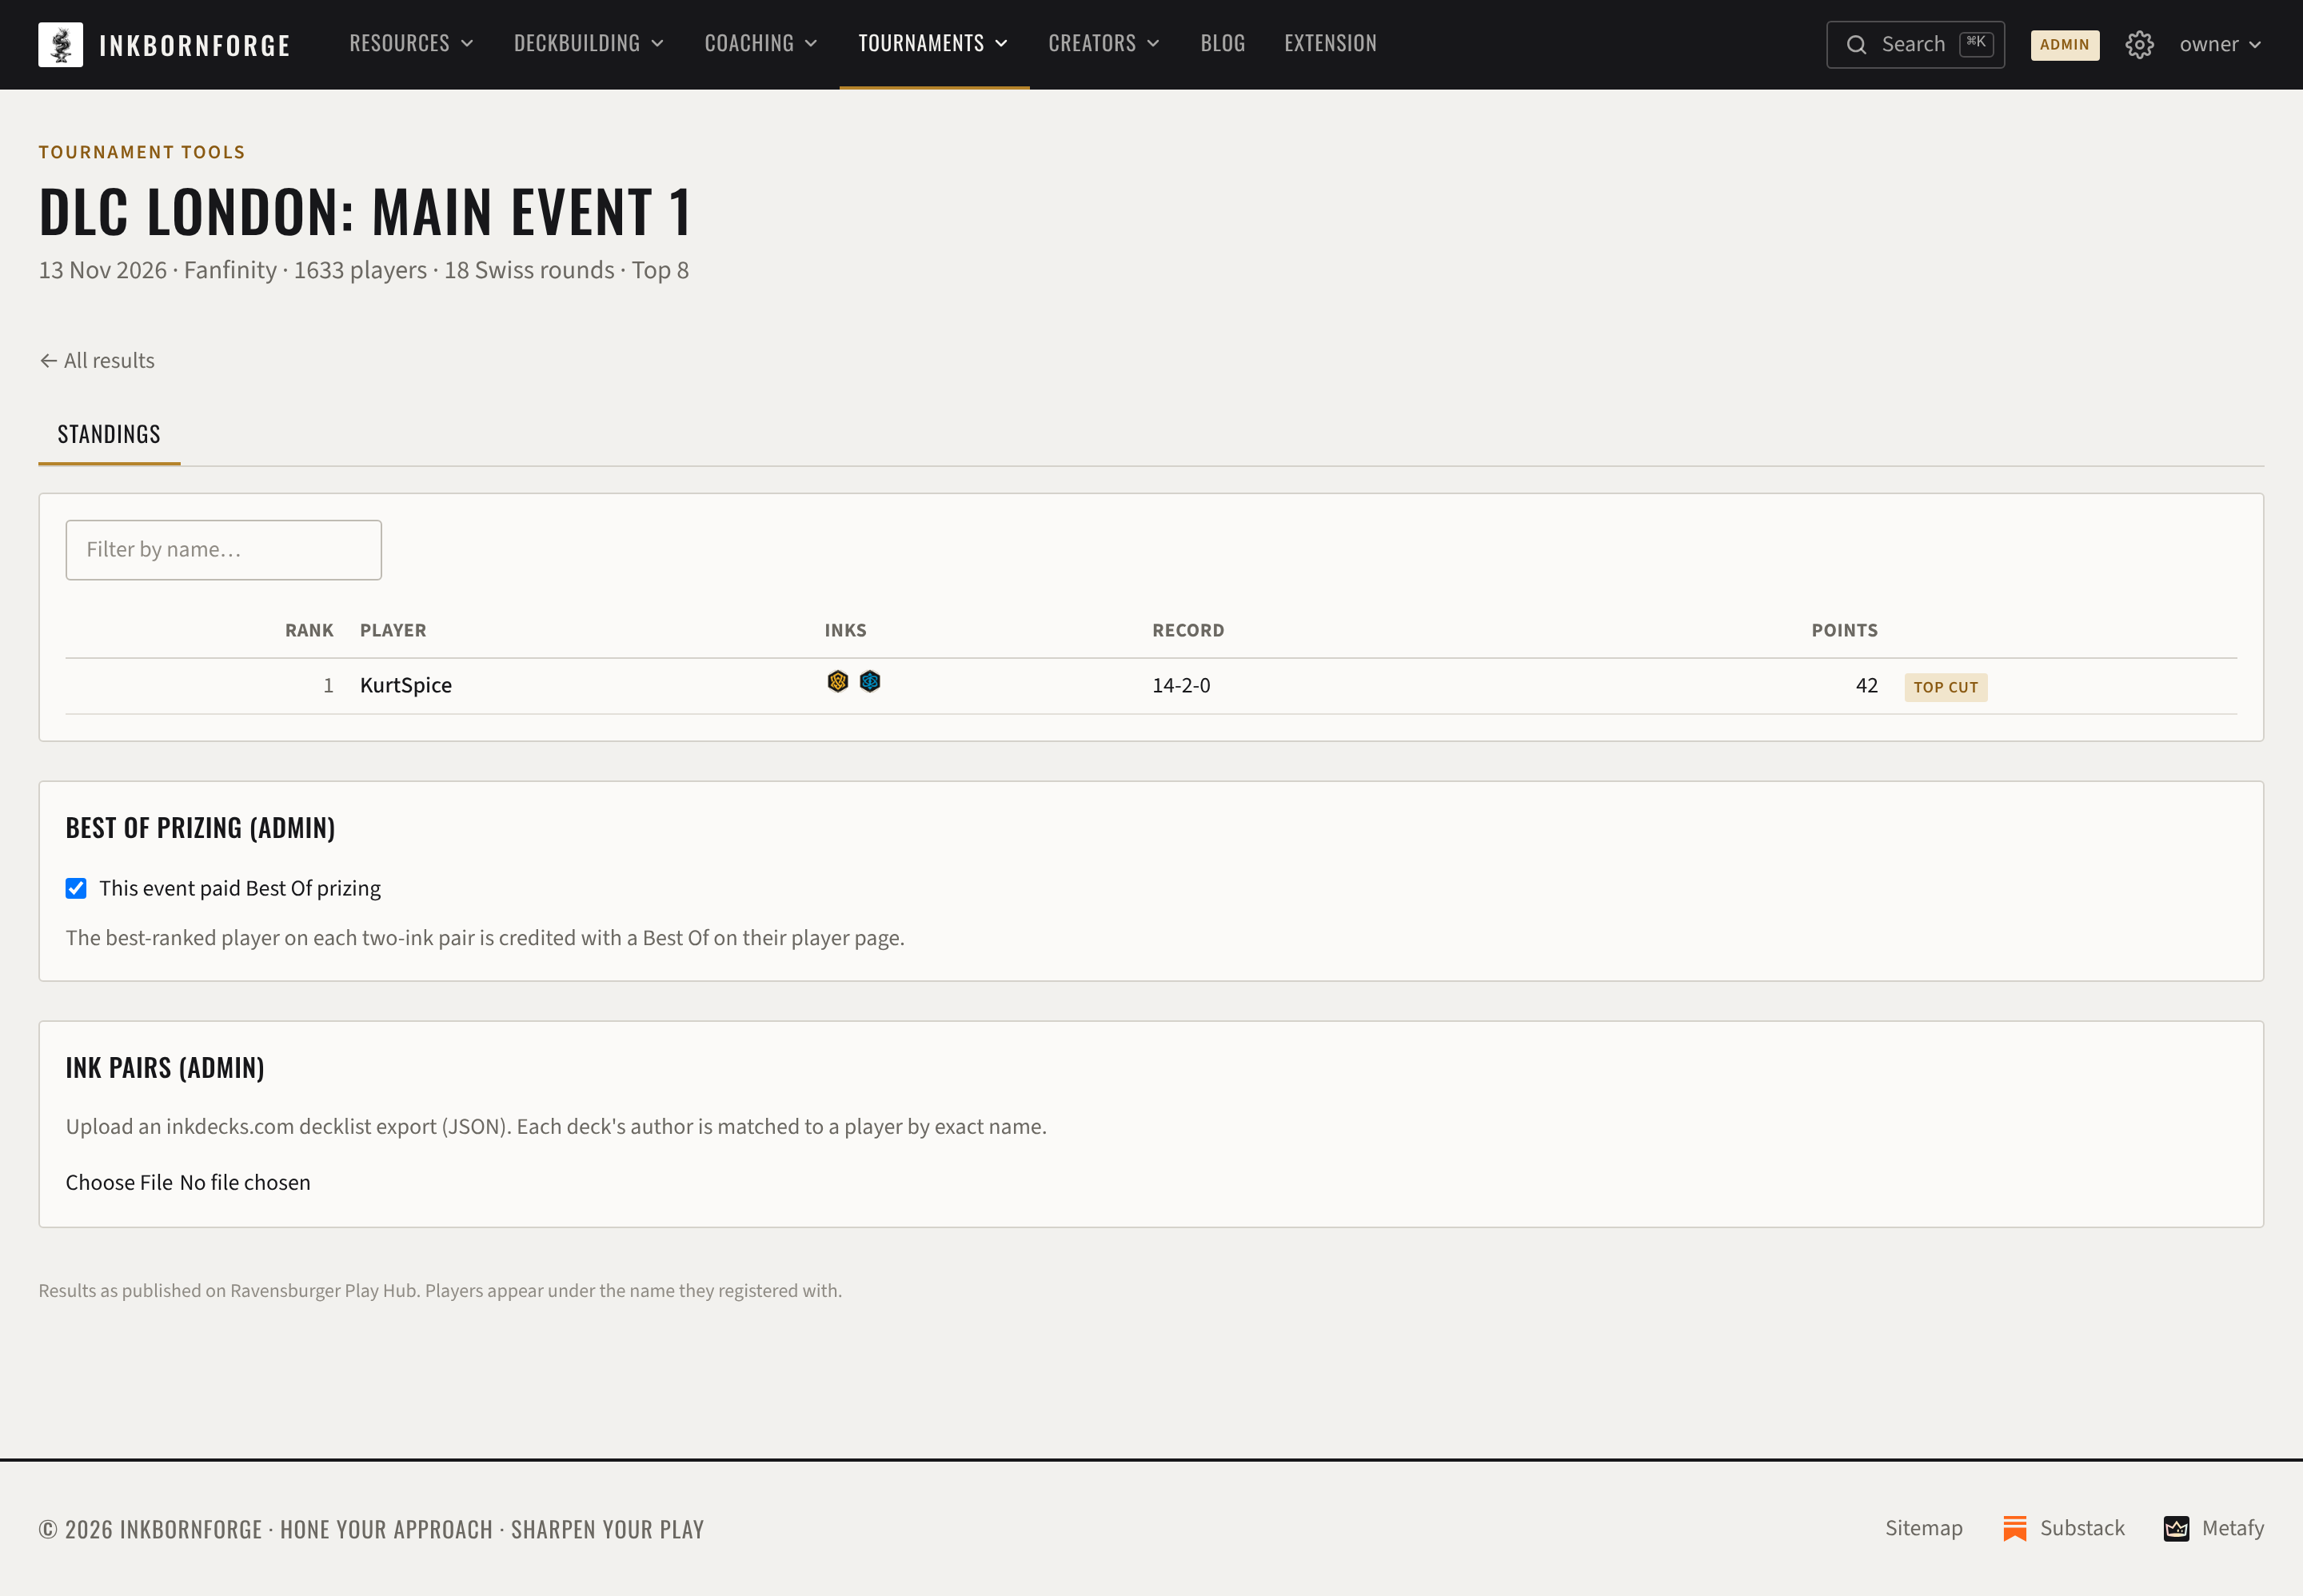 INKBORNFORGE RESOURCES DECKBUILDING COACHING TOURNAMENTS CREATORS BLOG EXTENSION Search ⌘K ADMIN owner
TOURNAMENT TOOLS
DLC LONDON: MAIN EVENT 1
13 Nov 2026 · Fanfinity · 1633 players · 18 Swiss rounds · Top 8
← All results
STANDINGS
Filter by name…
RANK PLAYER INKS RECORD POINTS
1 KurtSpice 14-2-0 42 TOP CUT
BEST OF PRIZING (ADMIN)
This event paid Best Of prizing
The best-ranked player on each two-ink pair is credited with a Best Of on their player page.
INK PAIRS (ADMIN)
Upload an inkdecks.com decklist export (JSON). Each deck's author is matched to a player by exact name.
Choose File No file chosen
Results as published on Ravensburger Play Hub. Players appear under the name they registered with.
© 2026 INKBORNFORGE · HONE YOUR APPROACH · SHARPEN YOUR PLAY Sitemap Substack Metafy